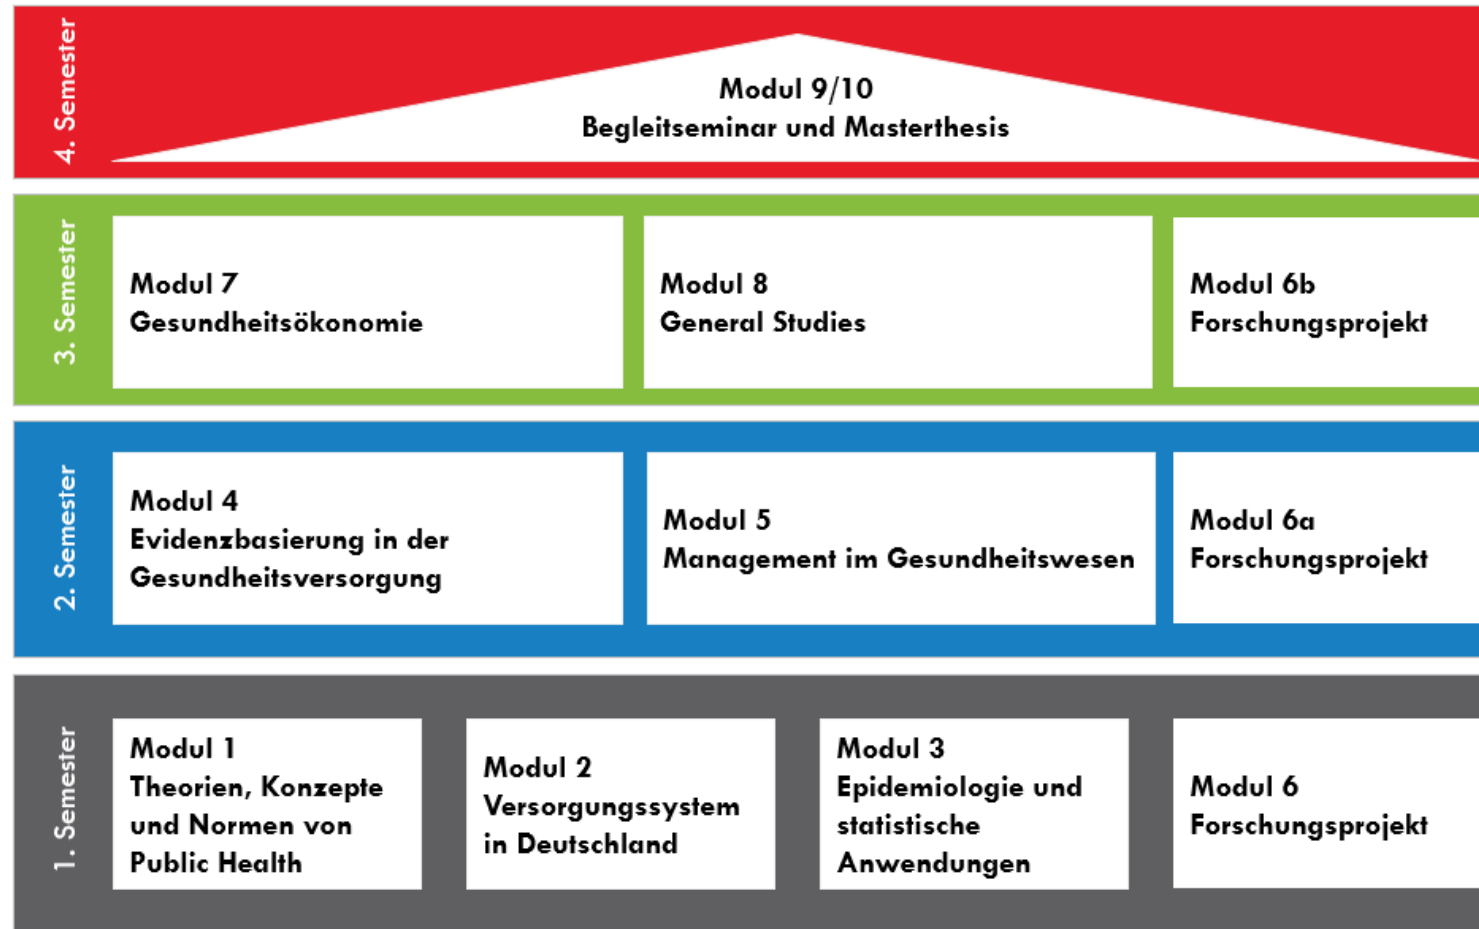 4. Semester
Modul 9/10
Begleitseminar und Masterthesis
3. Semester
Modul 7
Gesundheitsökonomie
Modul 8
General Studies
Modul 6b
Forschungsprojekt
2. Semester
Modul 4
Evidenzbasierung in der
Gesundheitsversorgung
Modul 5
Management im Gesundheitswesen
Modul 6a
Forschungsprojekt
1. Semester
Modul 1
Theorien, Konzepte
und Normen von
Public Health
Modul 2
Versorgungssystem
in Deutschland
Modul 3
Epidemiologie und
statistische
Anwendungen
Modul 6
Forschungsprojekt